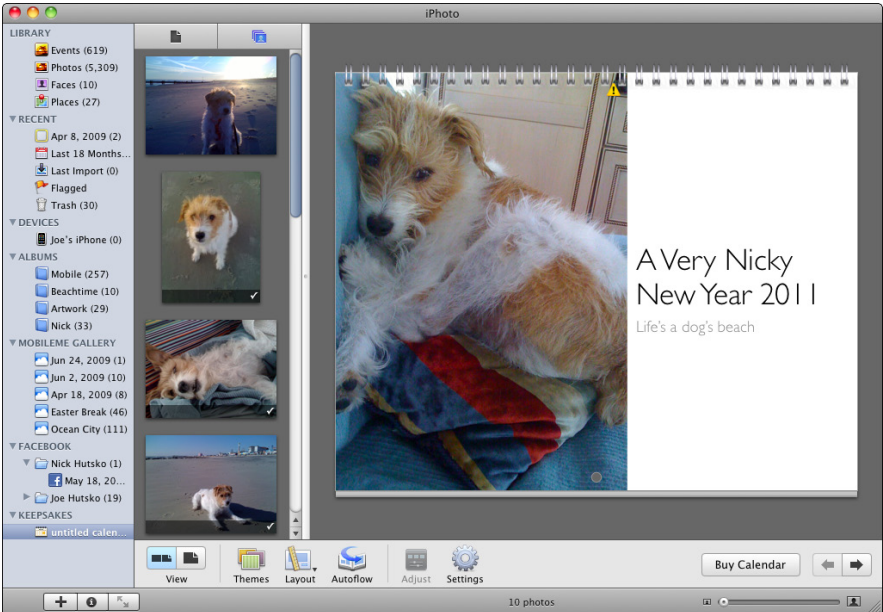 iPhoto
LIBRARY
Events (619)
Photos (5,309)
Faces (10)
Places (27)
RECENT
Apr 8, 2009 (2)
Last 18 Months...
Last Import (0)
Flagged
Trash (30)
DEVICES
Joe's iPhone (0)
ALBUMS
Mobile (257)
Beachtime (10)
Artwork (29)
Nick (33)
MOBILEME GALLERY
Jun 24, 2009 (1)
Jun 2, 2009 (10)
Apr 18, 2009 (8)
Easter Break (46)
Ocean City (111)
FACEBOOK
Nick Hutsko (1)
May 18, 20...
Joe Hutsko (19)
KEEPSAKES
untitled calen...
A Very Nicky
New Year 2011
Life's a dog's beach
View
Themes
Layout
Autoflow
Adjust
Settings
Buy Calendar
10 photos